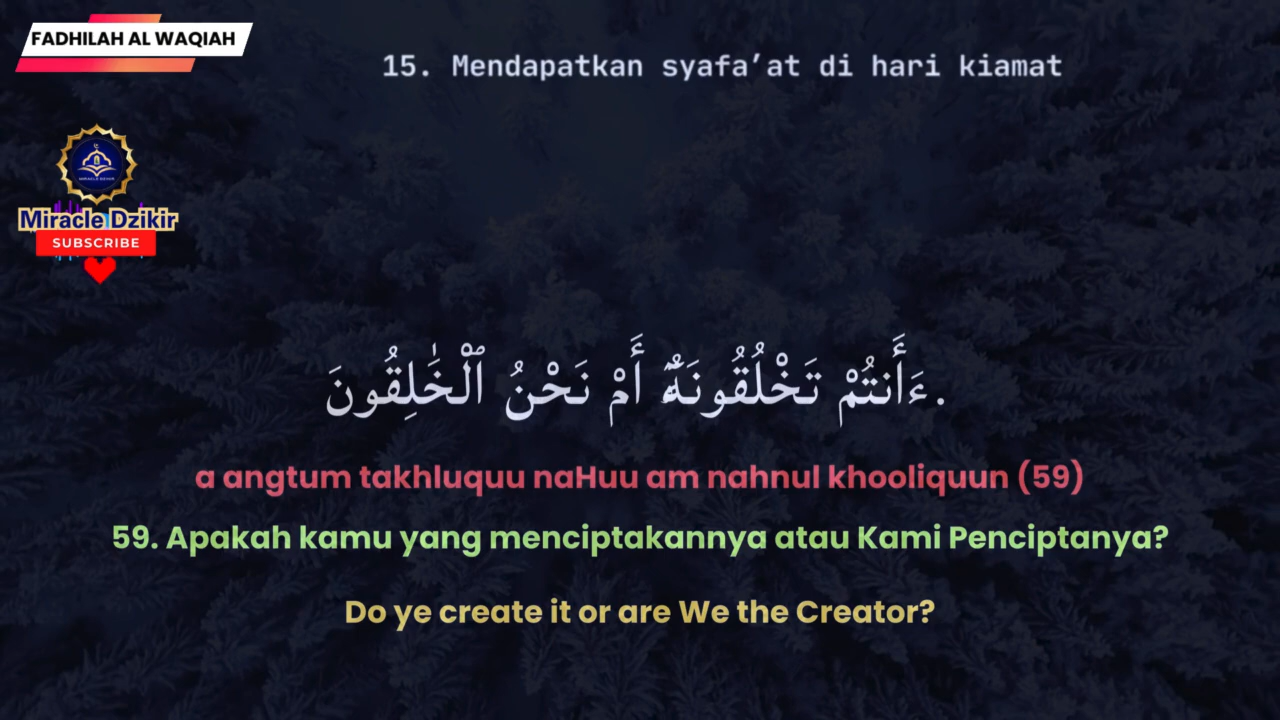 FADHILAH AL WAQIAH
15. Mendapatkan syafa’at di hari kiamat
MIRACLE DZIKIR
Miracle Dzikir
SUBSCRIBE
ءَأَنتُمْ تَخْلُقُونَهُۥٓ أَمْ نَحْنُ ٱلْخَٰلِقُونَ.
a angtum takhluquu naHuu am nahnul khooliquun (59)
59. Apakah kamu yang menciptakannya atau Kami Penciptanya?
Do ye create it or are We the Creator?